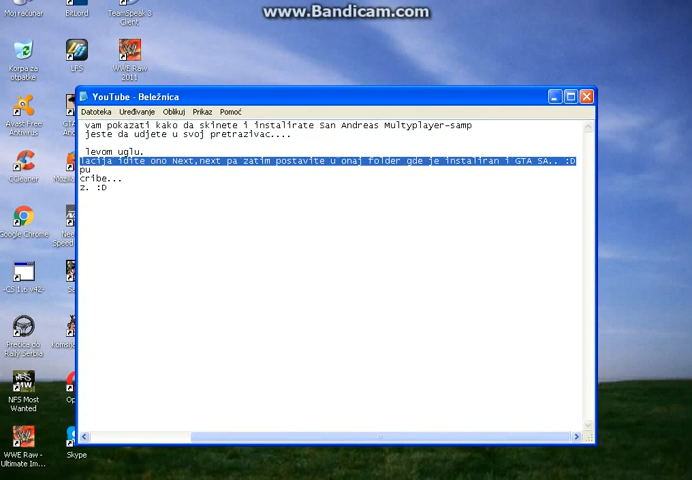 www.Bandicam.com
Moj računar
BitLord
TeamSpeak 3
Client
Korpa za
otpatke
LFS
WWE Raw
2011
YouTube - Beležnica
Datoteka Uređivanje Oblikuj Prikaz Pomoć
vam pokazati kako da skinete i instalirate San Andreas Multyplayer-samp
jeste da udjete u svoj pretrazivac....
levom uglu.
lacija idite ono Next,next pa zatim postavite u onaj folder gde je instaliran i GTA SA.. :D
pu
cribe...
z. :D
Avast Free
Antivirus
GTA
CCleaner
Google Chrome
Speed
-CS 1.6 v42-
Rally Serbia
NFS Most
Wanted
WWE Raw -
Ultimate Im...
Skype